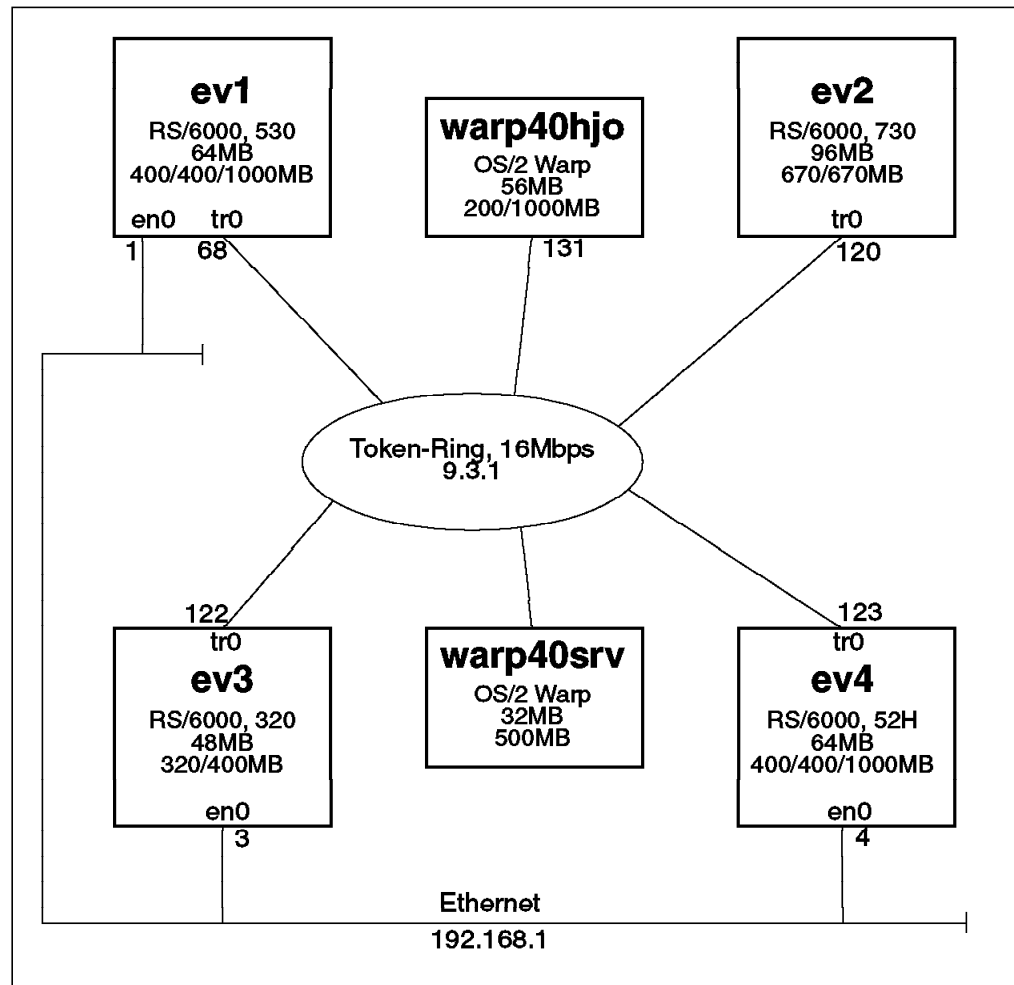 ev1
RS/6000, 530
64MB
400/400/1000MB
en0 tr0
1 68
warp40hjo
OS/2 Warp
56MB
200/1000MB
131
ev2
RS/6000, 730
96MB
670/670MB
tr0
120
Token-Ring, 16Mbps
9.3.1
122
tr0
ev3
RS/6000, 320
48MB
320/400MB
en0
3
warp40srv
OS/2 Warp
32MB
500MB
123
tr0
ev4
RS/6000, 52H
64MB
400/400/1000MB
en0
4
Ethernet
192.168.1